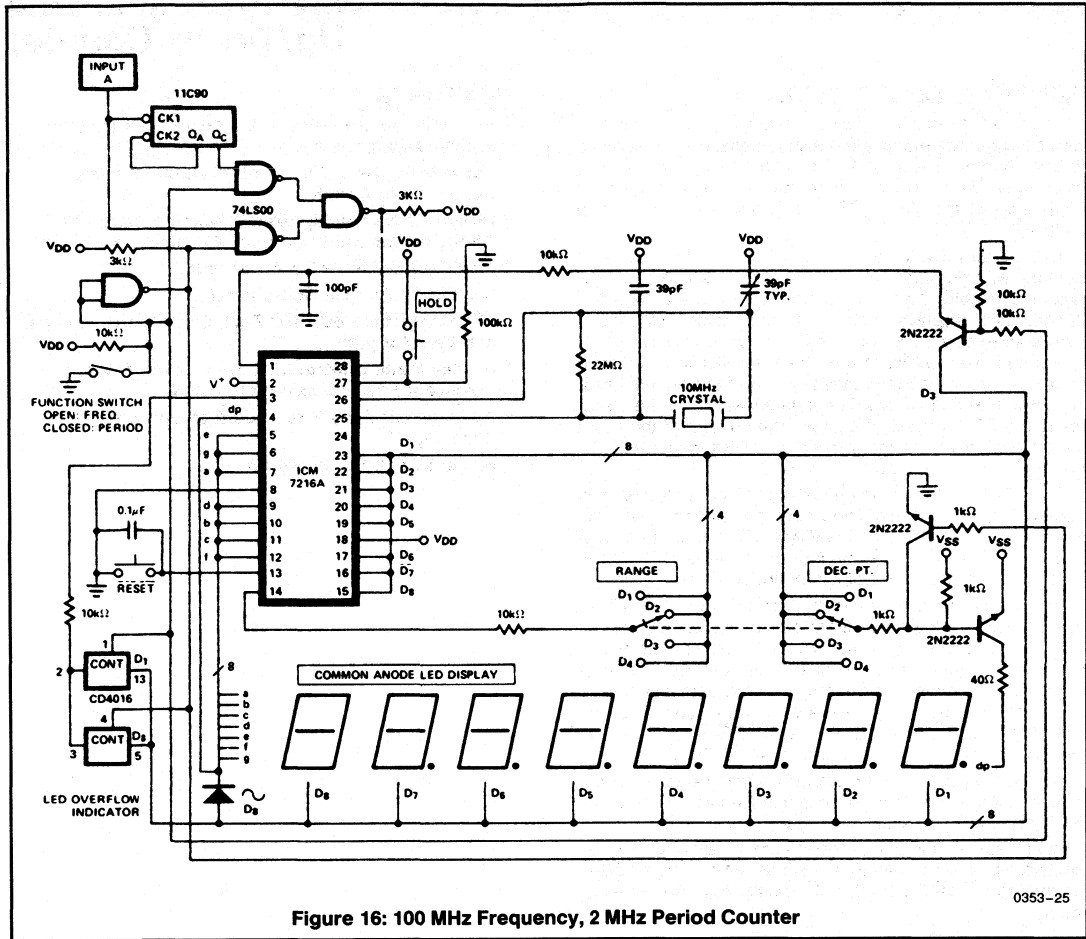 INPUT
A
11C90
CK1
CK2 QA QC
74LS00
3KΩ
VDD
VDD
3kΩ
VDD
10kΩ
FUNCTION SWITCH
OPEN: FREQ.
CLOSED: PERIOD
100pF
VDD
HOLD
100kΩ
10kΩ
VDD
39pF
VDD
39pF
TYP.
22MΩ
10MHz
CRYSTAL
2N2222
10kΩ
10kΩ
D3
V+
dp
e
g
a
d
b
c
f
1
2
3
4
5
6
7
8
9
10
11
12
13
14
ICM
7216A
28
27
26
25
24
23
22
21
20
19
18
17
16
15
D1
D2
D3
D4
D5
VDD
D6
D7
D8
8
4
4
0.1μF
RESET
10kΩ
RANGE
D1
D2
D3
D4
DEC. PT.
D1
D2
D3
D4
10kΩ
1kΩ
2N2222
1kΩ
VSS
1kΩ
VSS
2N2222
40Ω
1
2
CONT
D1
13
CD4016
4
3
CONT
D8
5
LED OVERFLOW
INDICATOR
8
a
b
c
d
e
f
g
D8
COMMON ANODE LED DISPLAY
dp
D8 D7 D6 D5 D4 D3 D2 D1
8
0353–25
Figure 16: 100 MHz Frequency, 2 MHz Period Counter